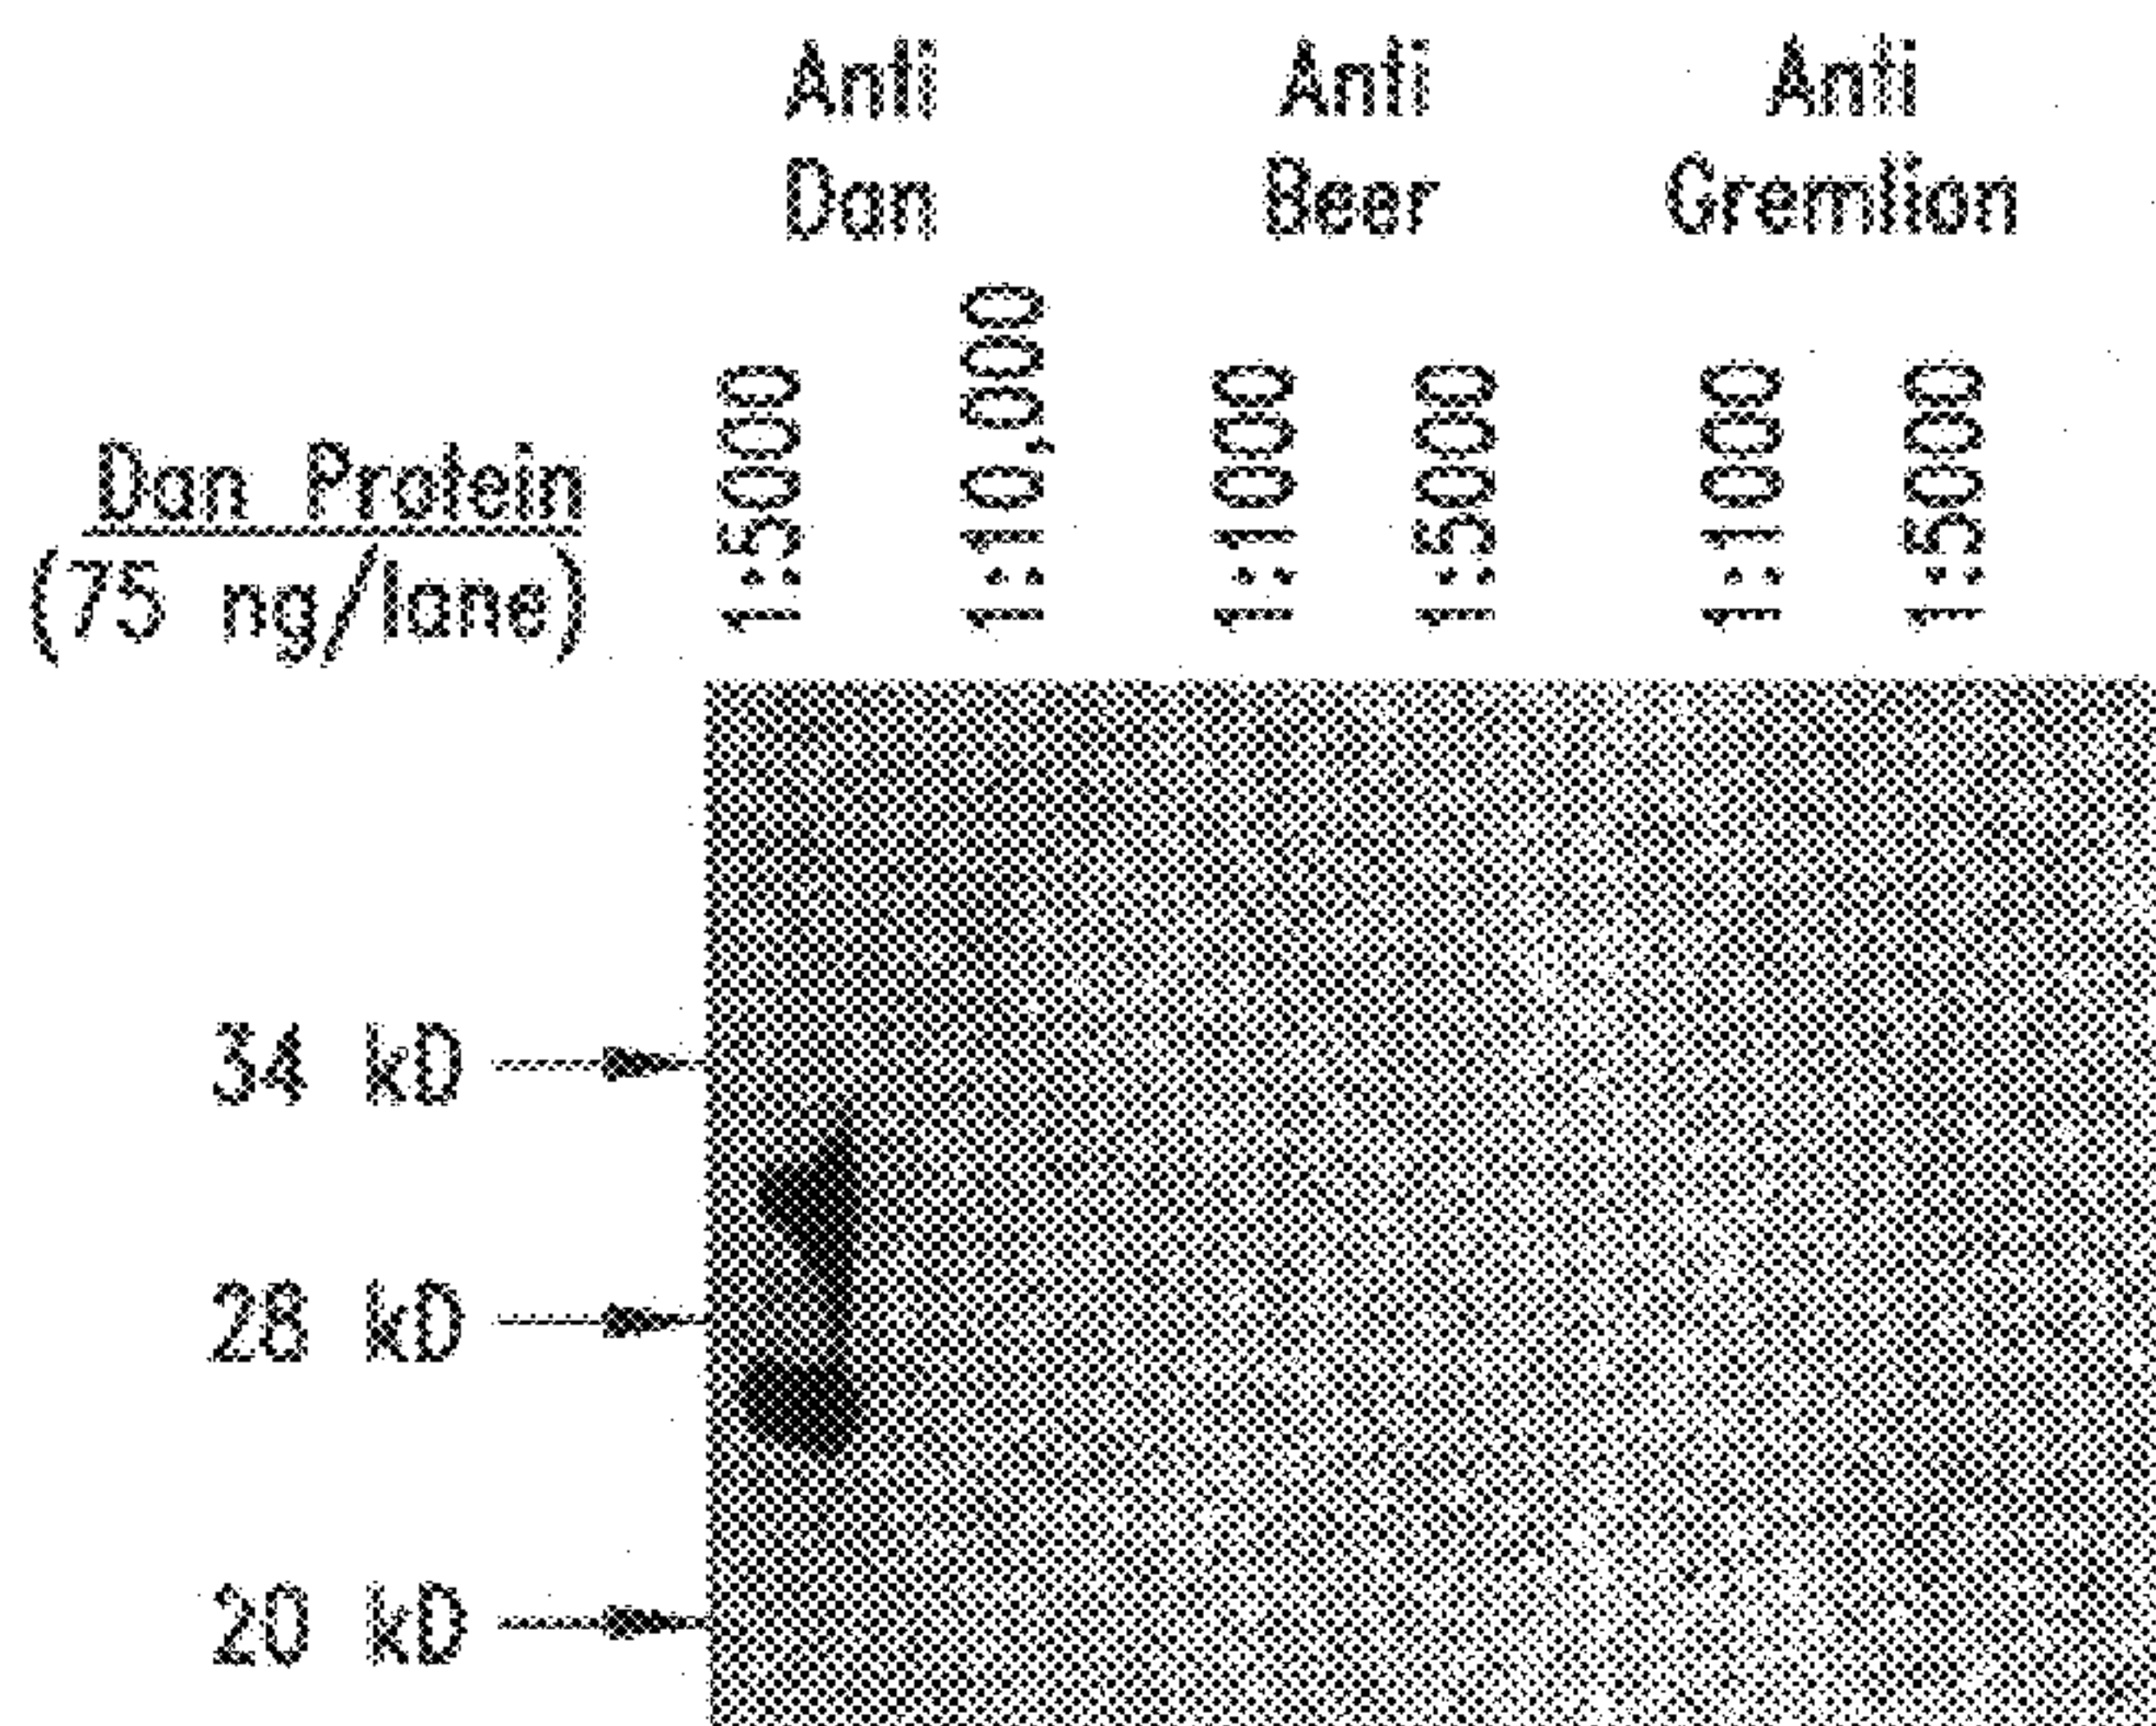 Anti Anti Anti
Dan Beer Gremlion
1:5000 1:10,000 1:1000 1:5000 1:1000 1:5000
Dan Protein
(75 ng/lane)
34 kD
28 kD
20 kD